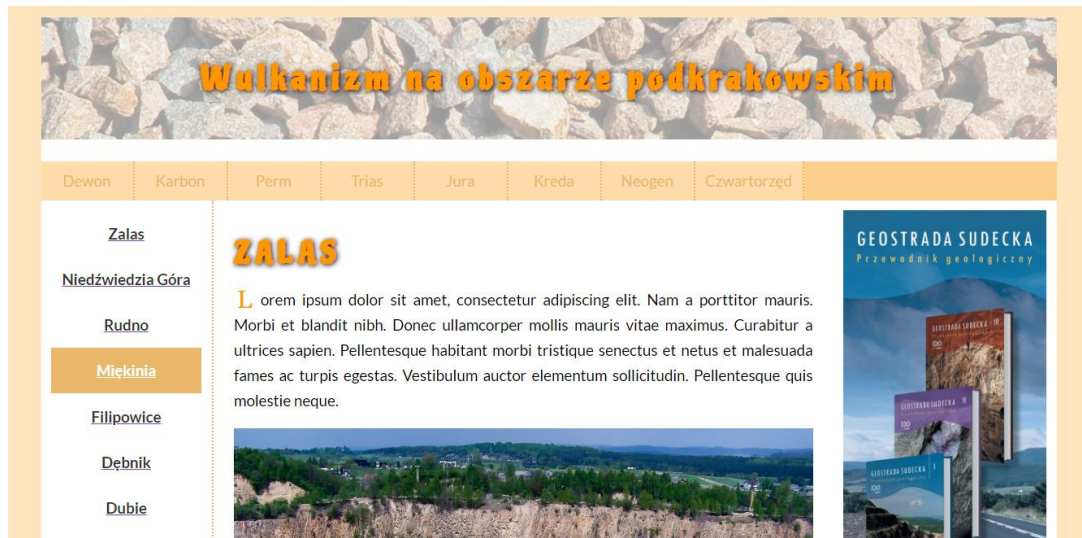 Wulkanizm na obszarze podkrakowskim
Dewon Karbon Perm Trias Jura Kreda Neogen Czwartorzęd
Zalas
Niedźwiedzia Góra
Rudno
Miękinia
Filipowice
Dębnik
Dubie
ZALAS
Lorem ipsum dolor sit amet, consectetur adipiscing elit. Nam a porttitor mauris.
Morbi et blandit nibh. Donec ullamcorper mollis mauris vitae maximus. Curabitur a
ultrices sapien. Pellentesque habitant morbi tristique senectus et netus et malesuada
fames ac turpis egestas. Vestibulum auctor elementum sollicitudin. Pellentesque quis
molestie neque.
GEOSTRADA SUDECKA
Przewodnik geologiczny
GEOSTRADA SUDECKA III
GEOSTRADA SUDECKA II
GEOSTRADA SUDECKA I